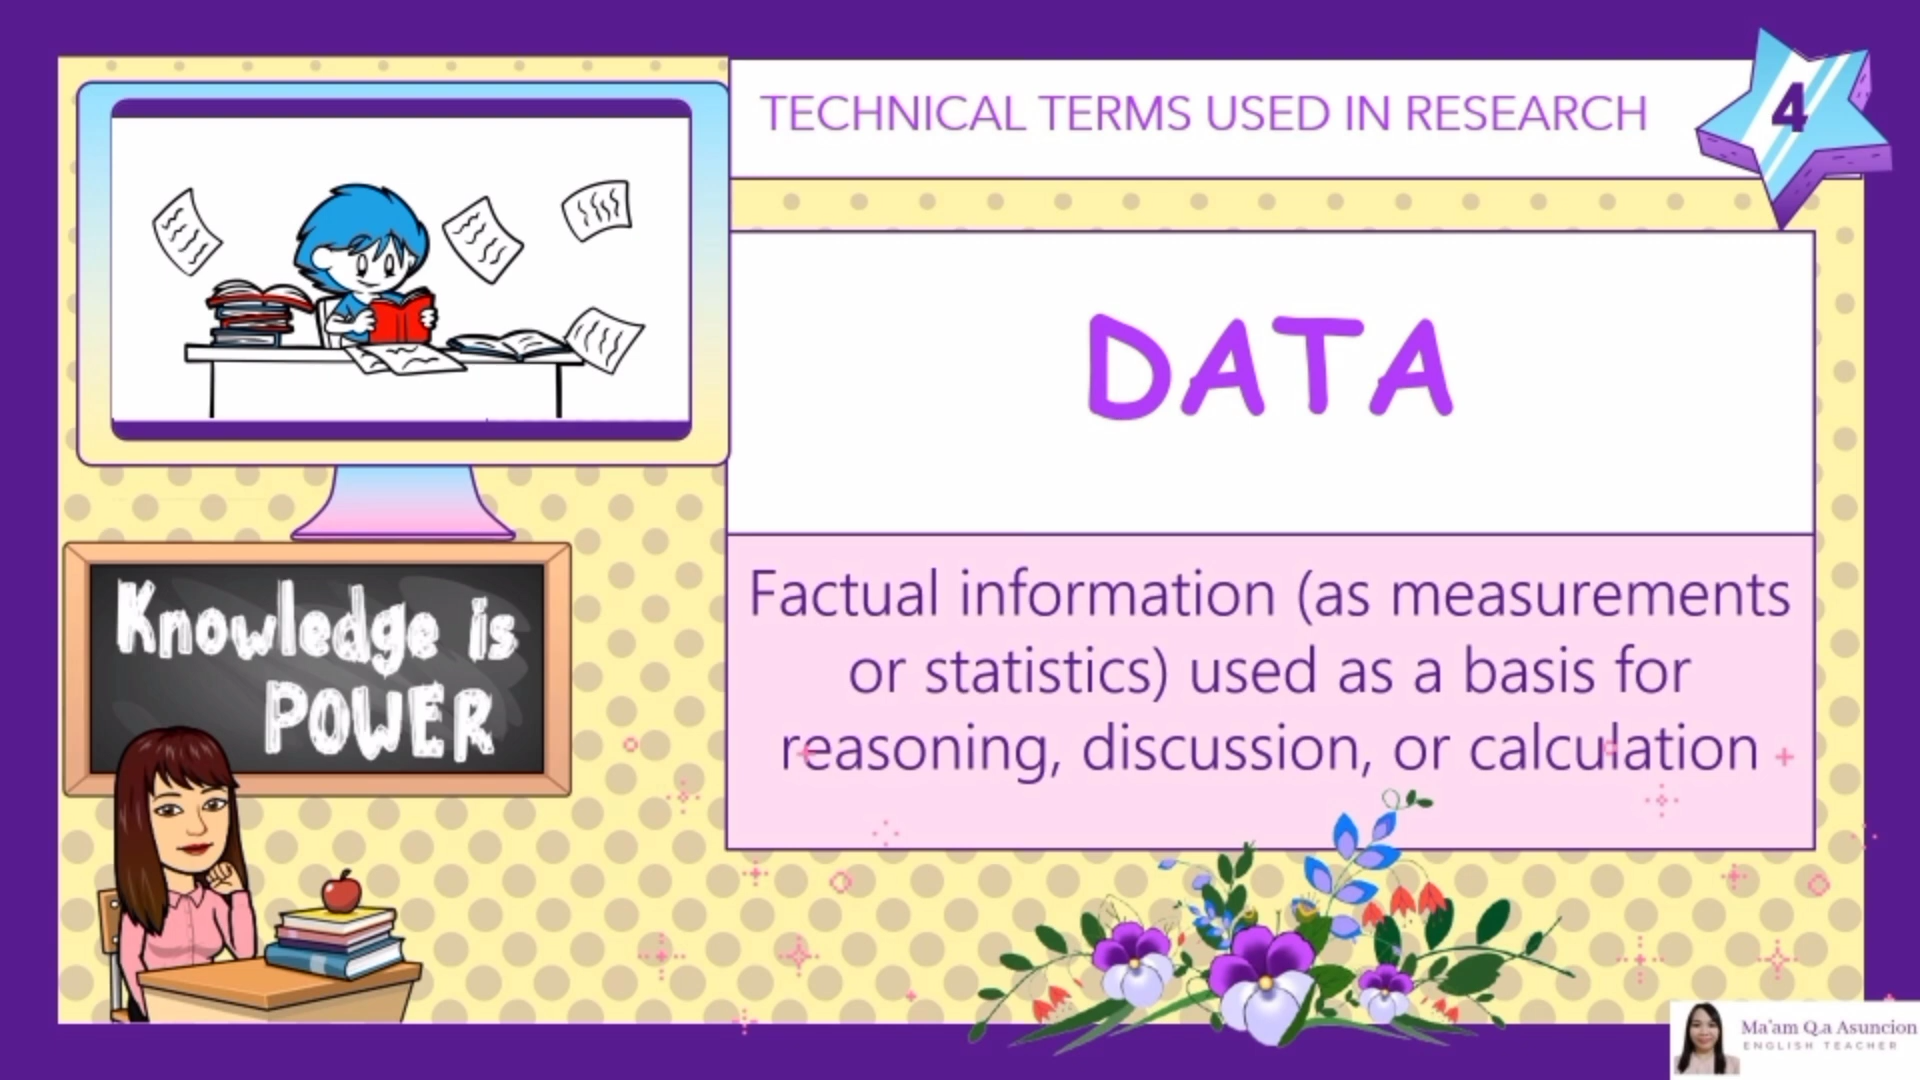 TECHNICAL TERMS USED IN RESEARCH
4
DATA
Factual information (as measurements
or statistics) used as a basis for
reasoning, discussion, or calculation
Knowledge is
POWER
Ma'am Q.a Asuncion
ENGLISH TEACHER